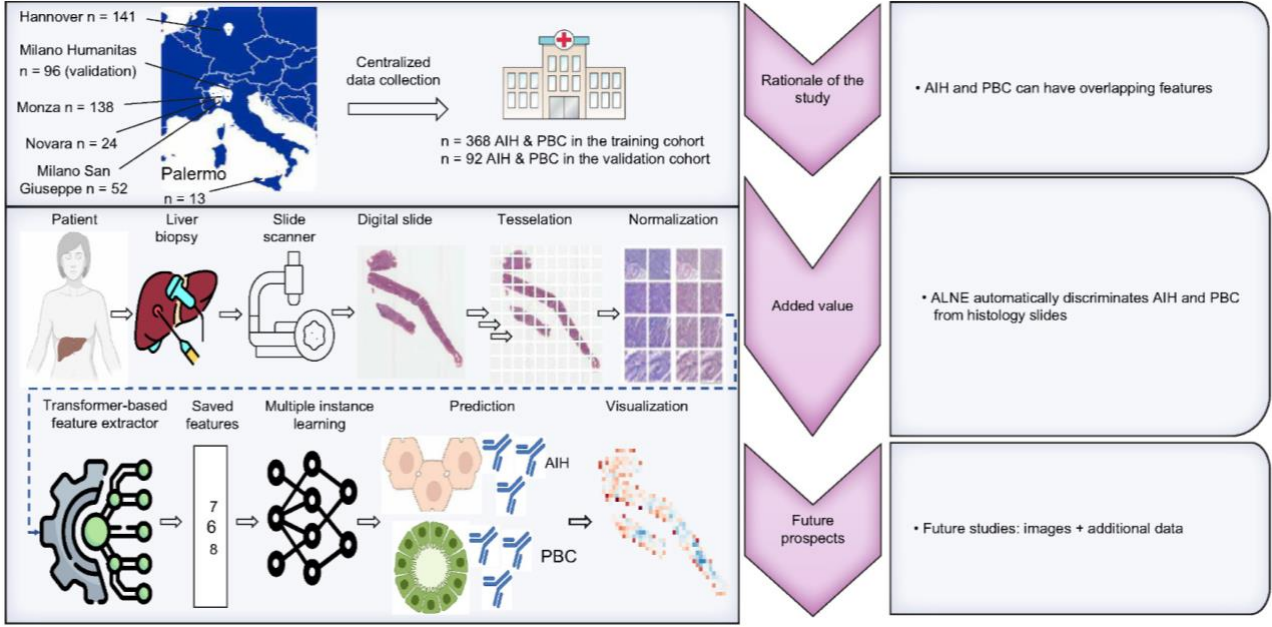 Hannover n = 141
Milano Humanitas
n = 96 (validation)
Monza n = 138
Novara n = 24
Milano San
Giuseppe n = 52
Palermo
n = 13
Centralized
data collection
n = 368 AIH & PBC in the training cohort
n = 92 AIH & PBC in the validation cohort
Patient
Liver
biopsy
Slide
scanner
Digital slide
Tesselation
Normalization
Transformer-based
feature extractor
Saved
features
Multiple instance
learning
Prediction
Visualization
7
6
8
AIH
PBC
Rationale of the
study
• AIH and PBC can have overlapping features
Added value
• ALNE automatically discriminates AIH and PBC
from histology slides
Future
prospects
• Future studies: images + additional data